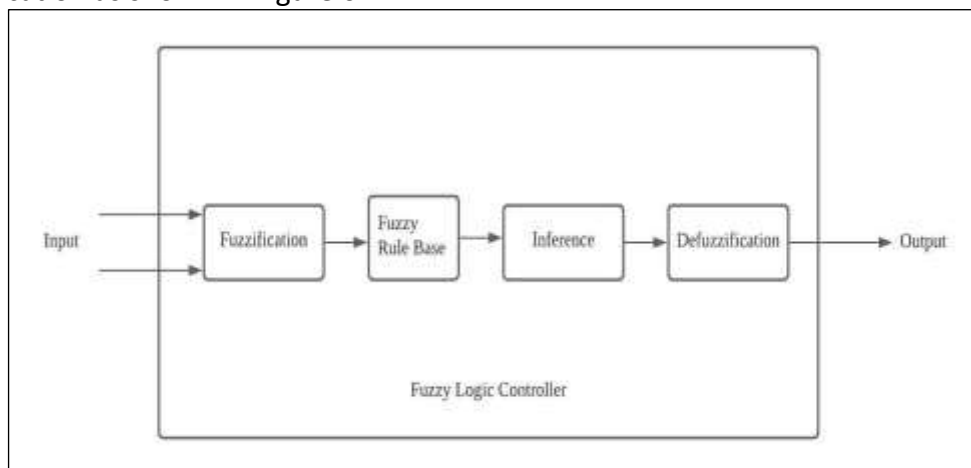 Input
Fuzzification
Fuzzy
Rule Base
Inference
Defuzzification
Output
Fuzzy Logic Controller